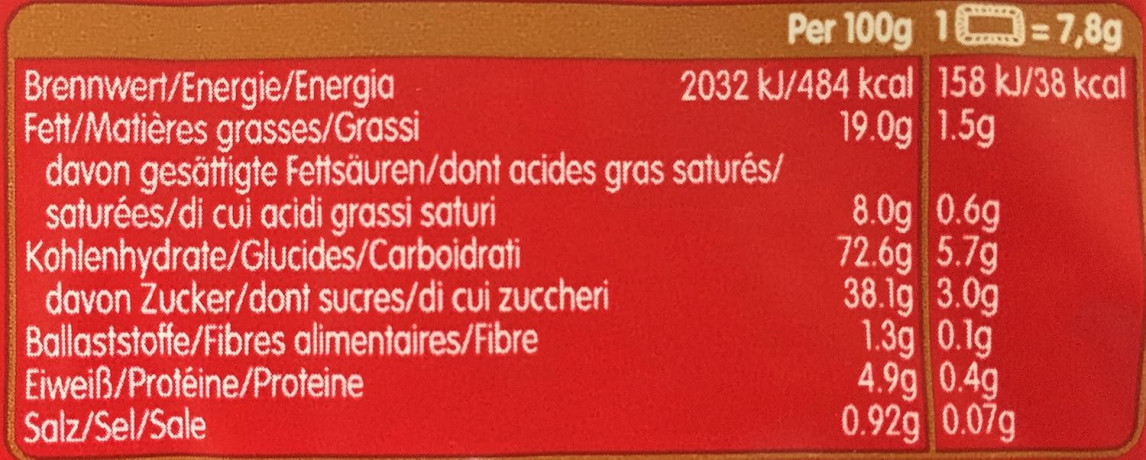 Per 100g 1 = 7,8g
Brennwert/Energie/Energia 2032 kJ/484 kcal 158 kJ/38 kcal
Fett/Matières grasses/Grassi 19.0g 1.5g
davon gesättigte Fettsäuren/dont acides gras saturés/
saturées/di cui acidi grassi saturi 8.0g 0.6g
Kohlenhydrate/Glucides/Carboidrati 72.6g 5.7g
davon Zucker/dont sucres/di cui zuccheri 38.1g 3.0g
Ballaststoffe/Fibres alimentaires/Fibre 1.3g 0.1g
Eiweiß/Protéine/Proteine 4.9g 0.4g
Salz/Sel/Sale 0.92g 0.07g